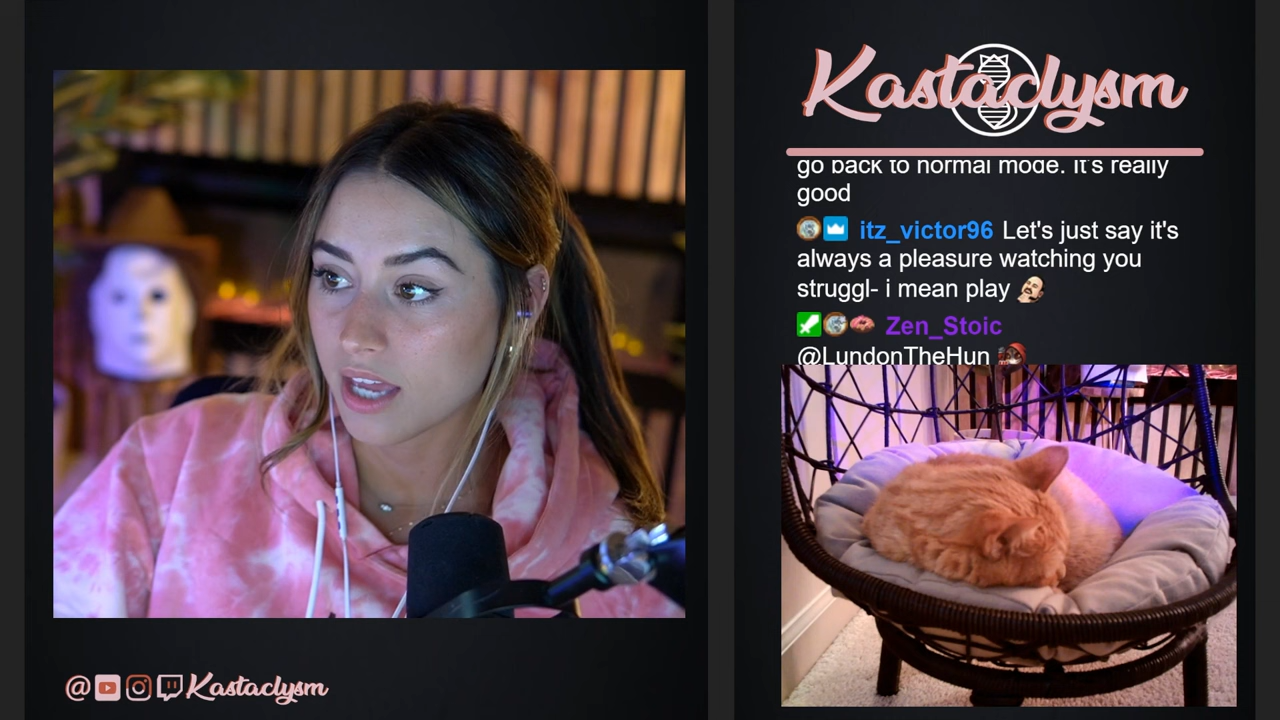 Kastaclysm
go back to normal mode. It's really
good
itz_victor96 Let's just say it's
always a pleasure watching you
struggl- i mean play
Zen_Stoic
@LundonTheHun
@ Kastaclysm